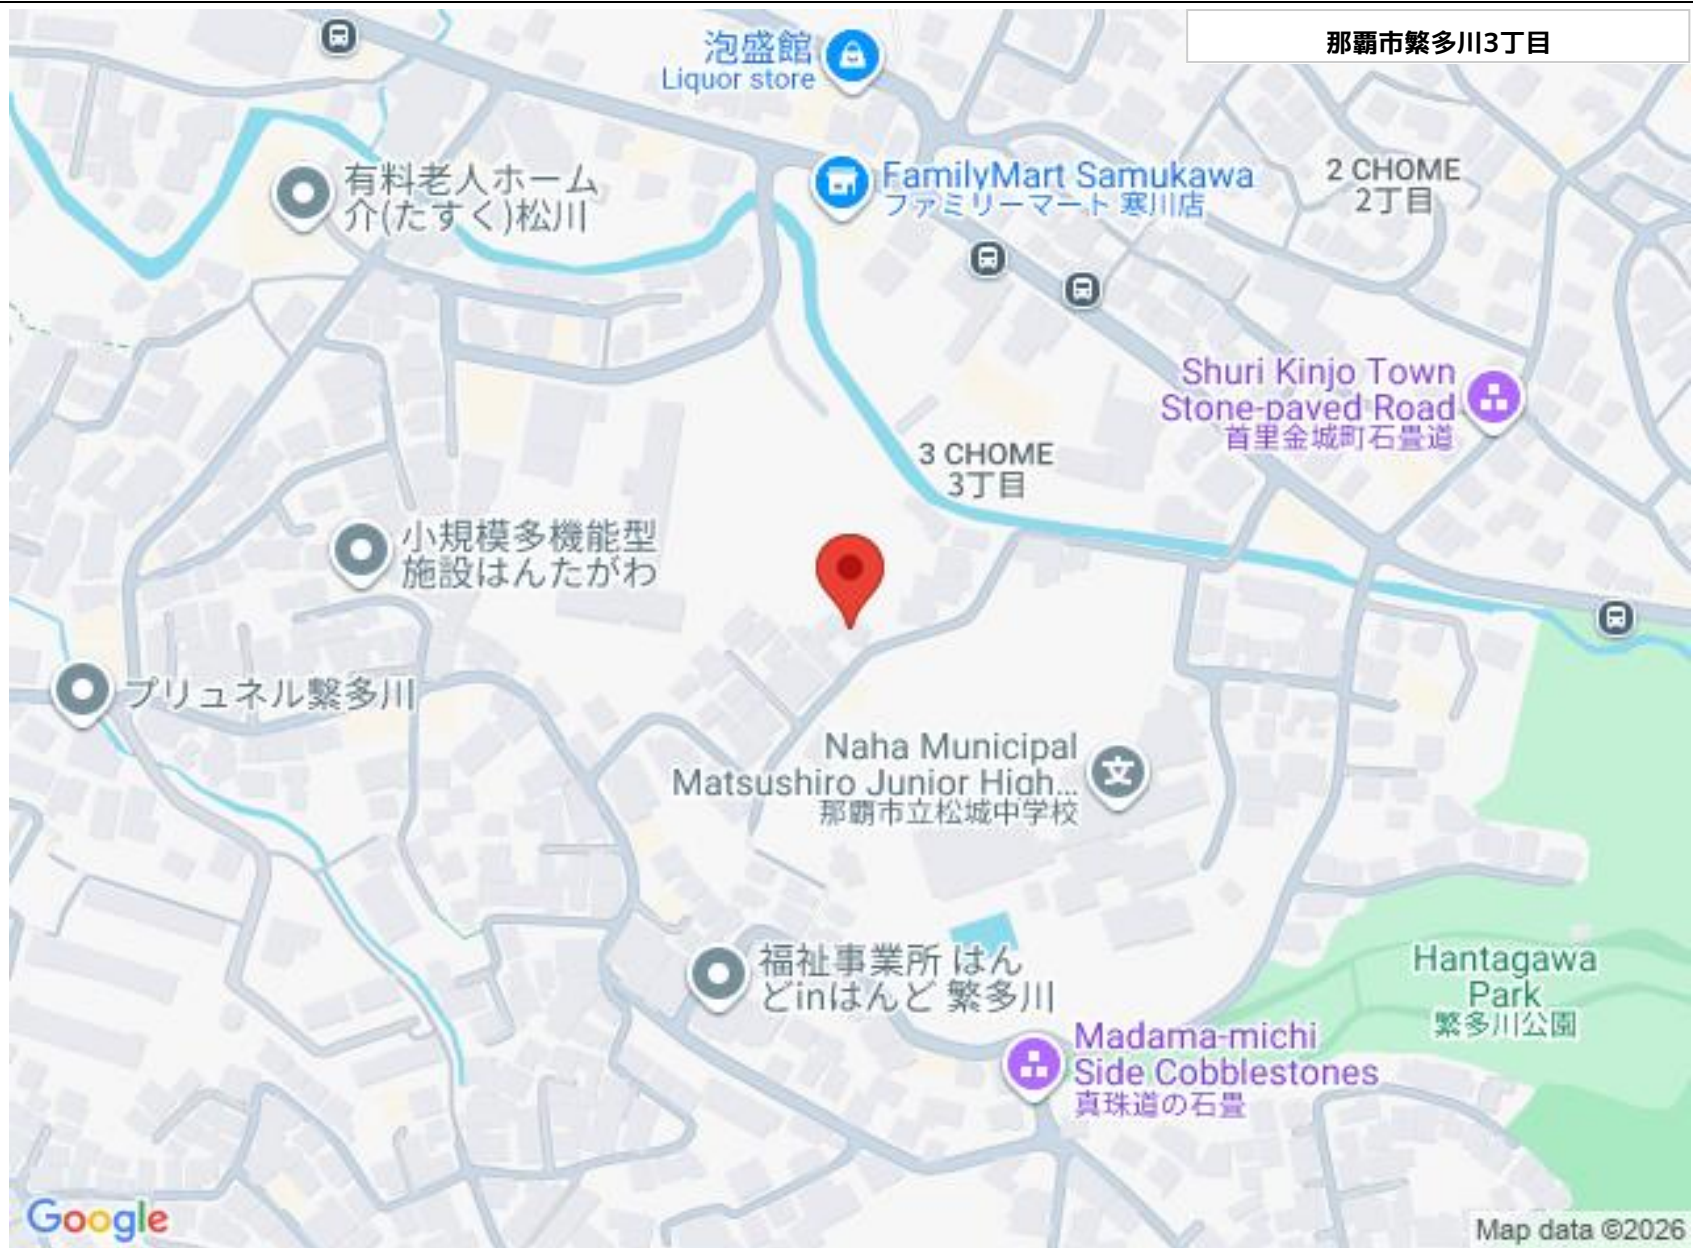 那覇市繁多川3丁目
泡盛館
Liquor store
有料老人ホーム
介(たすく)松川
FamilyMart Samukawa
ファミリーマート 寒川店
2 CHOME
2丁目
Shuri Kinjo Town
Stone-paved Road
首里金城町石畳道
3 CHOME
3丁目
小規模多機能型
施設はんたがわ
プリュネル繁多川
Naha Municipal
Matsushiro Junior High...
那覇市立松城中学校
文
福祉事業所 はん
どinはんど 繁多川
Hantagawa
Park
繁多川公園
Madama-michi
Side Cobblestones
真珠道の石畳
Google
Map data ©2026